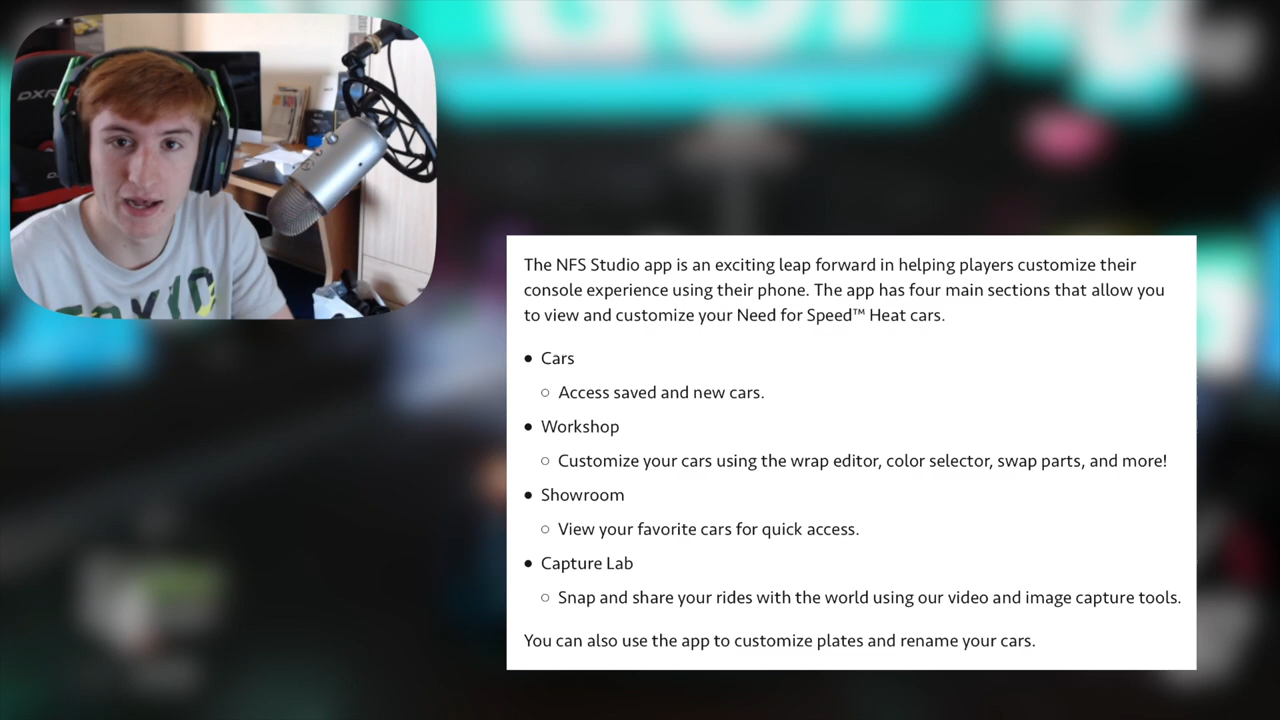 DXR
TOKYO
The NFS Studio app is an exciting leap forward in helping players customize their
console experience using their phone. The app has four main sections that allow you
to view and customize your Need for Speed™ Heat cars.
● Cars
○ Access saved and new cars.
● Workshop
○ Customize your cars using the wrap editor, color selector, swap parts, and more!
● Showroom
○ View your favorite cars for quick access.
● Capture Lab
○ Snap and share your rides with the world using our video and image capture tools.
You can also use the app to customize plates and rename your cars.